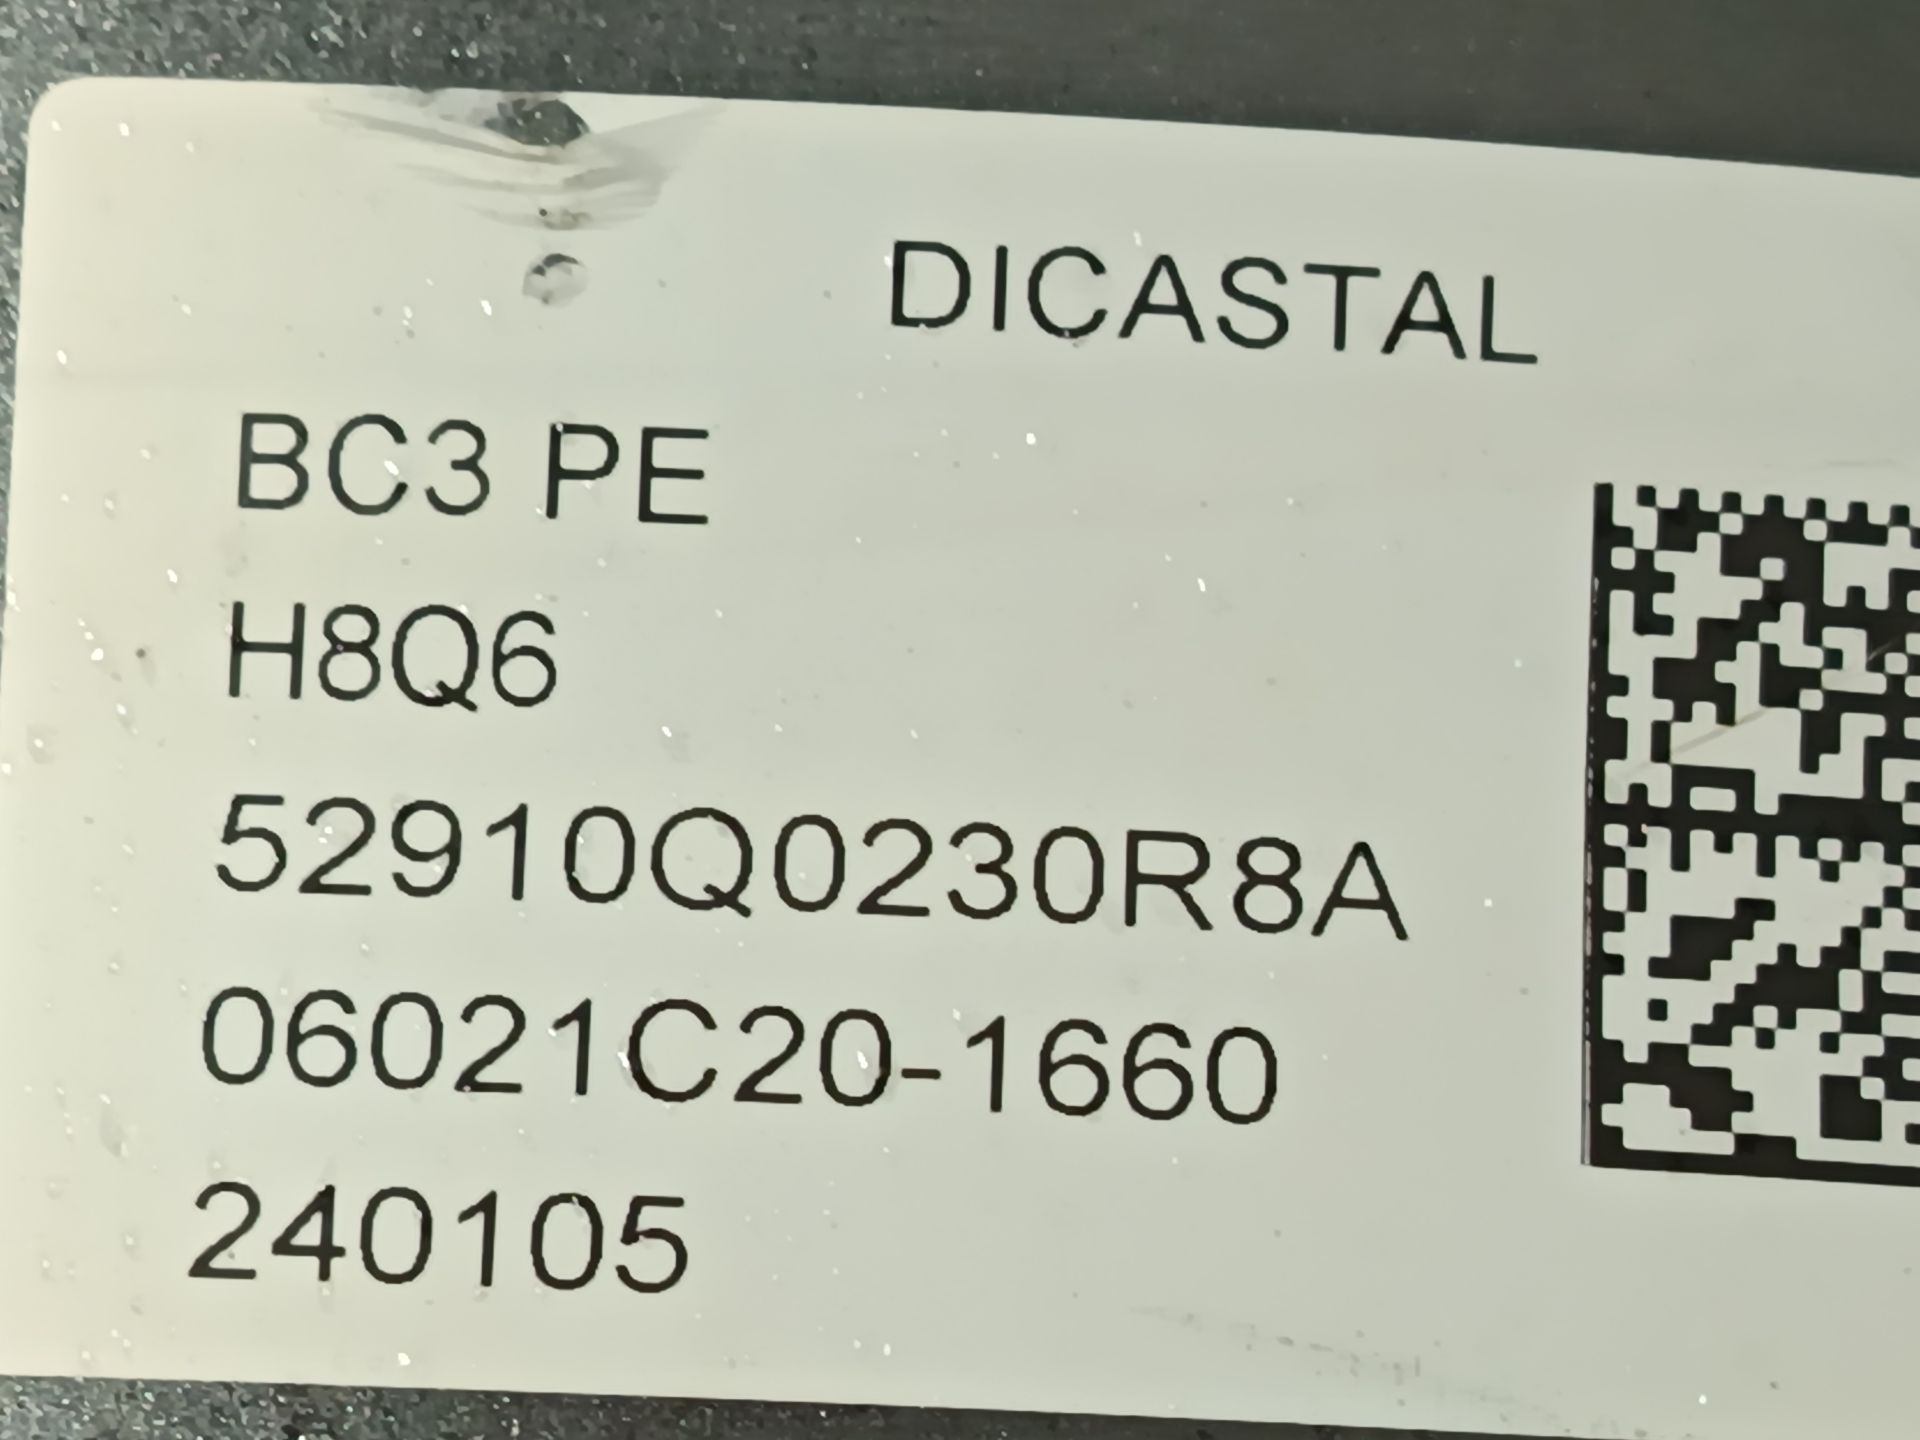 DICASTAL
BC3 PE
H8Q6
52910Q0230R8A
06021C20-1660
240105